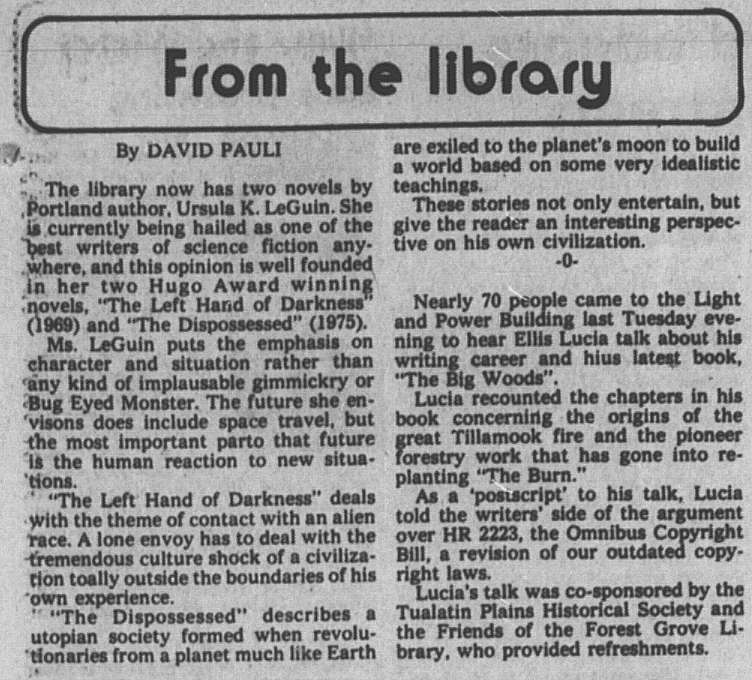 From the library
By DAVID PAULI
The library now has two novels by
Portland author, Ursula K. LeGuin. She
is currently being hailed as one of the
best writers of science fiction any-
where, and this opinion is well founded
in her two Hugo Award winning
novels, "The Left Hand of Darkness"
(1969) and "The Dispossessed" (1975).
Ms. LeGuin puts the emphasis on
character and situation rather than
any kind of implausable gimmickry or
Bug Eyed Monster. The future she en-
visons does include space travel, but
the most important parto that future
is the human reaction to new situa-
tions.
"The Left Hand of Darkness" deals
with the theme of contact with an alien
race. A lone envoy has to deal with the
tremendous culture shock of a civiliza-
tion toally outside the boundaries of his
own experience.
"The Dispossessed" describes a
utopian society formed when revolu-
tionaries from a planet much like Earth
are exiled to the planet's moon to build
a world based on some very idealistic
teachings.
These stories not only entertain, but
give the reader an interesting perspec-
tive on his own civilization.
-0-
Nearly 70 people came to the Light
and Power Building last Tuesday eve-
ning to hear Ellis Lucia talk about his
writing career and hius latest book,
"The Big Woods".
Lucia recounted the chapters in his
book concerning the origins of the
great Tillamook fire and the pioneer
forestry work that has gone into re-
planting "The Burn."
As a 'postscript' to his talk, Lucia
told the writers' side of the argument
over HR 2223, the Omnibus Copyright
Bill, a revision of our outdated copy-
right laws.
Lucia's talk was co-sponsored by the
Tualatin Plains Historical Society and
the Friends of the Forest Grove Li-
brary, who provided refreshments.